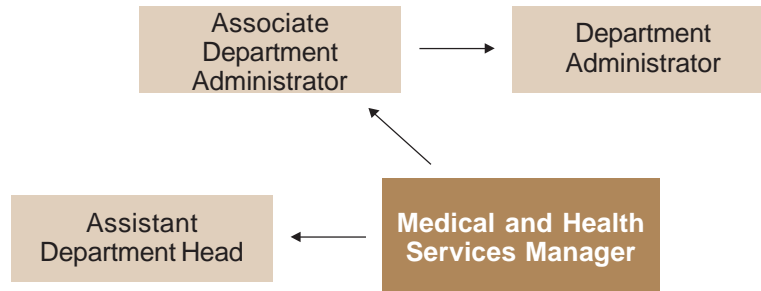 Associate
Department
Administrator
Department
Administrator
Assistant
Department Head
Medical and Health
Services Manager